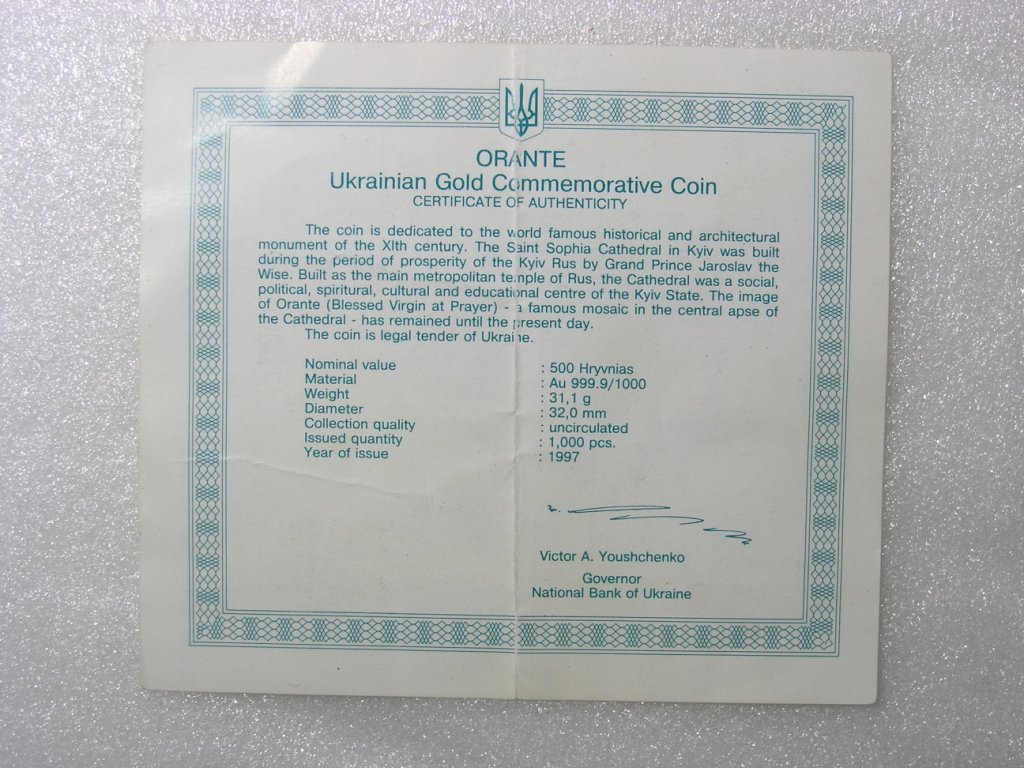 ORANTE
Ukrainian Gold Commemorative Coin
CERTIFICATE OF AUTHENTICITY
The coin is dedicated to the world famous historical and architectural
monument of the XIth century. The Saint Sophia Cathedral in Kyiv was built
during the period of prosperity of the Kyiv Rus by Grand Prince Jaroslav the
Wise. Built as the main metropolitan temple of Rus, the Cathedral was a social,
political, spiritural, cultural and educational centre of the Kyiv State. The image
of Orante (Blessed Virgin at Prayer) - a famous mosaic in the central apse of
the Cathedral - has remained until the present day.
The coin is legal tender of Ukraine.
Nominal value : 500 Hryvnias
Material : Au 999.9/1000
Weight : 31,1 g
Diameter : 32,0 mm
Collection quality : uncirculated
Issued quantity : 1,000 pcs.
Year of issue : 1997
Victor A. Youshchenko
Governor
National Bank of Ukraine